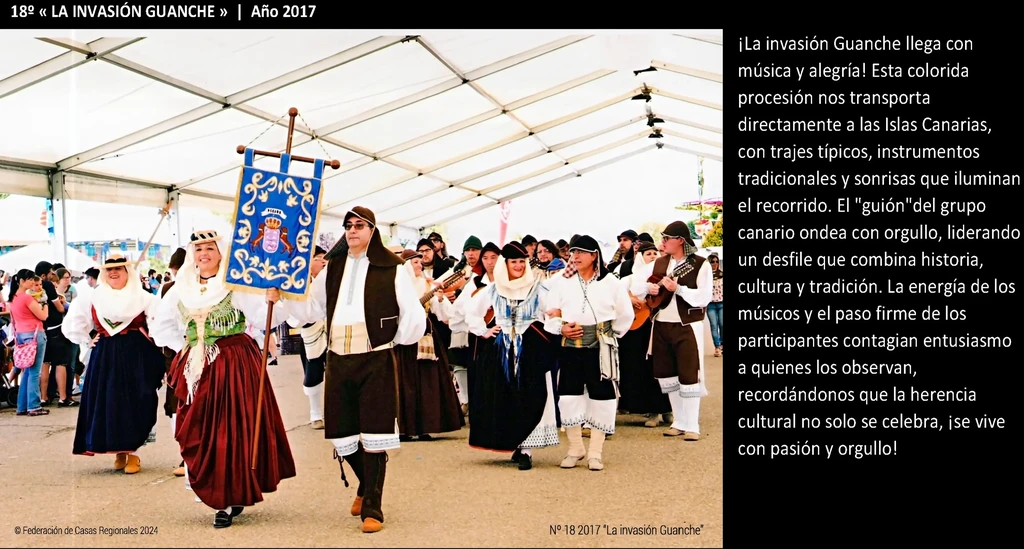 18º « LA INVASIÓN GUANCHE » | Año 2017
¡La invasión Guanche llega con
música y alegría! Esta colorida
procesión nos transporta
directamente a las Islas Canarias,
con trajes típicos, instrumentos
tradicionales y sonrisas que iluminan
el recorrido. El "guión"del grupo
canario ondea con orgullo, liderando
un desfile que combina historia,
cultura y tradición. La energía de los
músicos y el paso firme de los
participantes contagian entusiasmo
a quienes los observan,
recordándonos que la herencia
cultural no solo se celebra, ¡se vive
con pasión y orgullo!
© Federación de Casas Regionales 2024
Nº 18 2017 "La invasión Guanche"